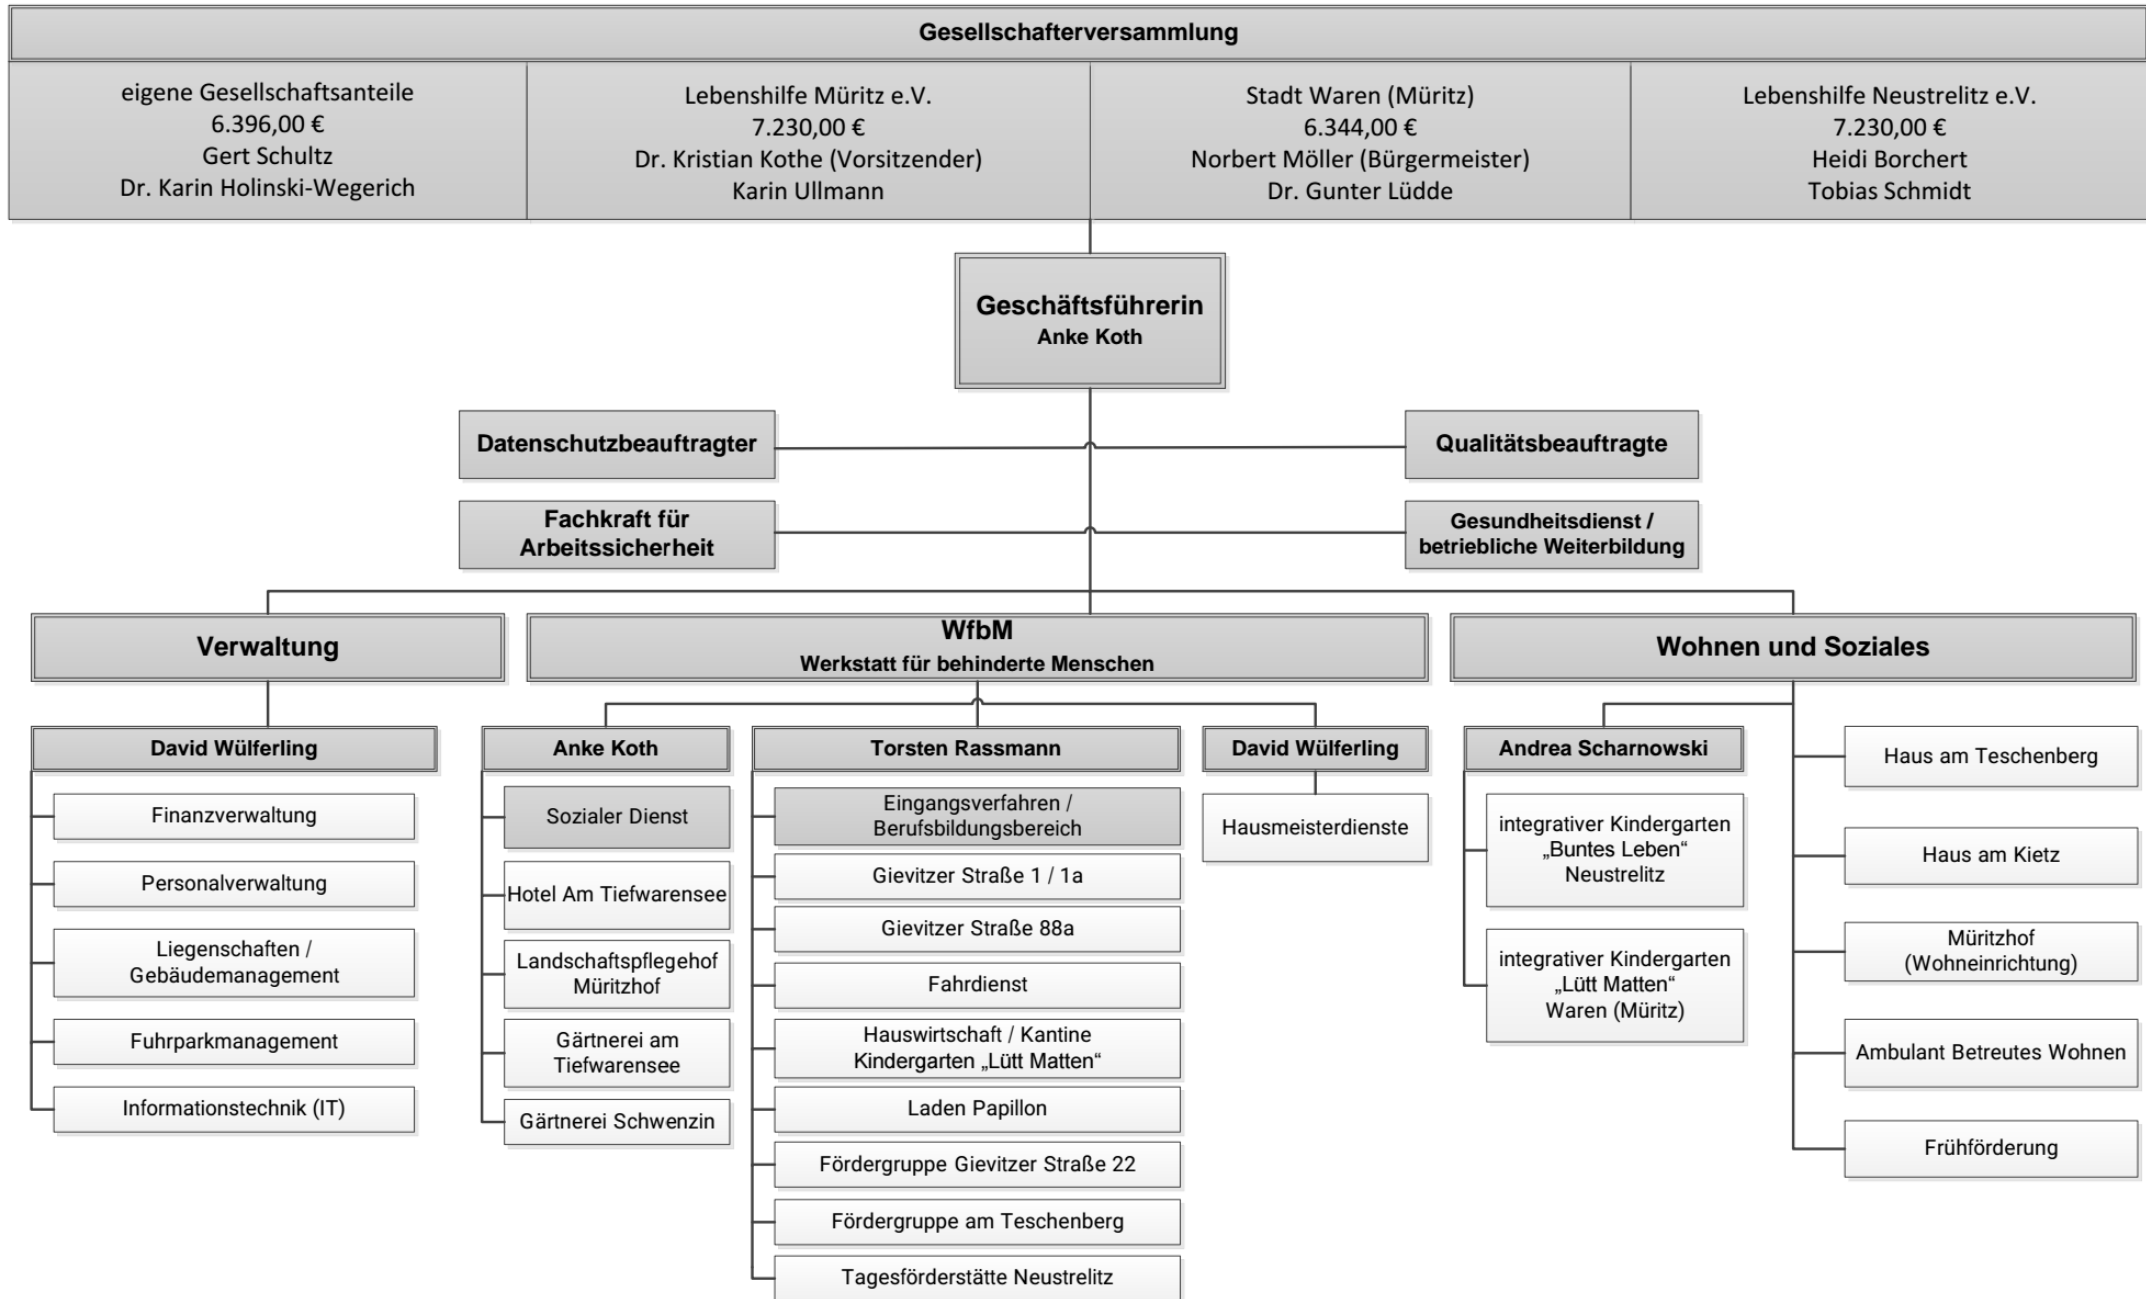 Gesellschafterversammlung
eigene Gesellschaftsanteile
6.396,00 €
Gert Schultz
Dr. Karin Holinski-Wegerich
Lebenshilfe Müritz e.V.
7.230,00 €
Dr. Kristian Kothe (Vorsitzender)
Karin Ullmann
Stadt Waren (Müritz)
6.344,00 €
Norbert Möller (Bürgermeister)
Dr. Gunter Lüdde
Lebenshilfe Neustrelitz e.V.
7.230,00 €
Heidi Borchert
Tobias Schmidt
Geschäftsführerin
Anke Koth
Datenschutzbeauftragter
Qualitätsbeauftragte
Fachkraft für
Arbeitssicherheit
Gesundheitsdienst /
betriebliche Weiterbildung
Verwaltung
WfbM
Werkstatt für behinderte Menschen
Wohnen und Soziales
David Wülferling
Finanzverwaltung
Personalverwaltung
Liegenschaften /
Gebäudemanagement
Fuhrparkmanagement
Informationstechnik (IT)
Anke Koth
Sozialer Dienst
Hotel Am Tiefwarensee
Landschaftspflegehof
Müritzhof
Gärtnerei am
Tiefwarensee
Gärtnerei Schwenzin
Torsten Rassmann
Eingangsverfahren /
Berufsbildungsbereich
Gievitzer Straße 1 / 1a
Gievitzer Straße 88a
Fahrdienst
Hauswirtschaft / Kantine
Kindergarten „Lütt Matten“
Laden Papillon
Fördergruppe Gievitzer Straße 22
Fördergruppe am Teschenberg
Tagesförderstätte Neustrelitz
David Wülferling
Hausmeisterdienste
Andrea Scharnowski
integrativer Kindergarten
„Buntes Leben“
Neustrelitz
integrativer Kindergarten
„Lütt Matten“
Waren (Müritz)
Haus am Teschenberg
Haus am Kietz
Müritzhof
(Wohneinrichtung)
Ambulant Betreutes Wohnen
Frühförderung